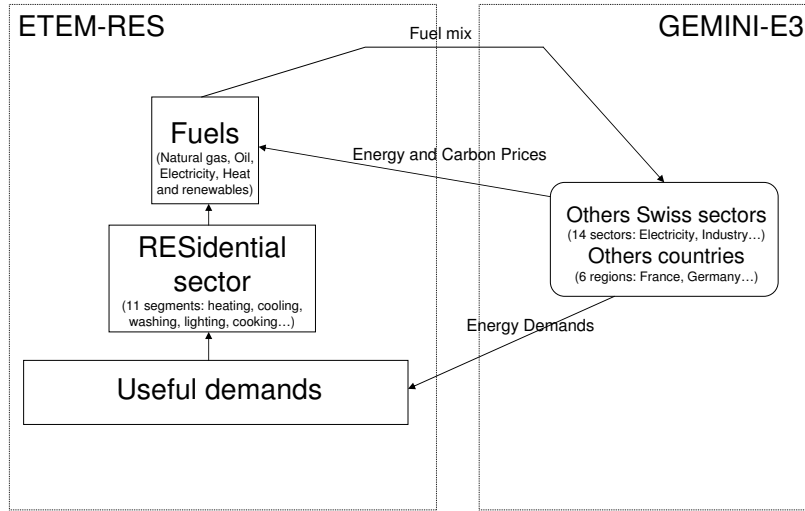 ETEM-RES
GEMINI-E3
Fuel mix
Fuels
(Natural gas, Oil,
Electricity, Heat
and renewables)
Energy and Carbon Prices
Others Swiss sectors
(14 sectors: Electricity, Industry…)
Others countries
(6 regions: France, Germany…)
RESidential
sector
(11 segments: heating, cooling,
washing, lighting, cooking…)
Energy Demands
Useful demands